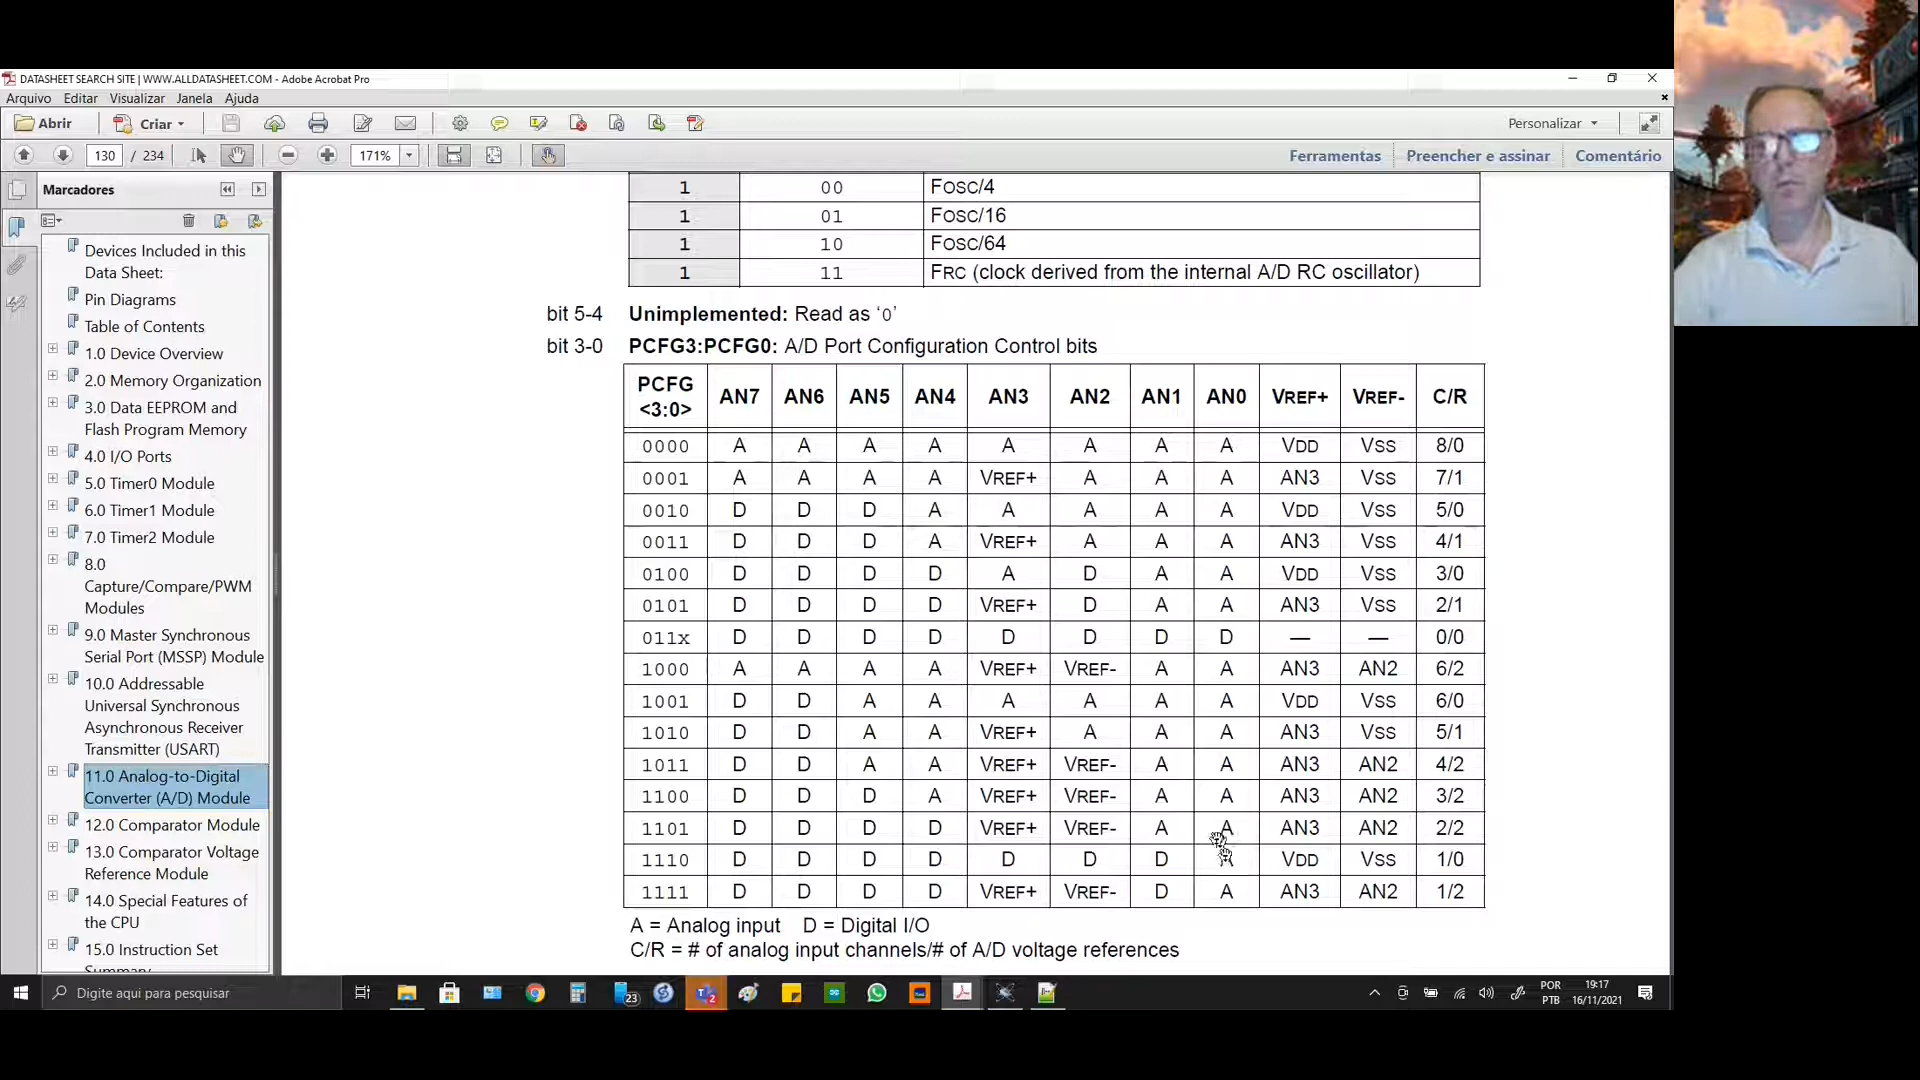 DATASHEET SEARCH SITE | WWW.ALLDATASHEET.COM - Adobe Acrobat Pro
Arquivo Editar Visualizar Janela Ajuda
Abrir Criar Personalizar
130 / 234 171% Ferramentas Preencher e assinar Comentário
Marcadores
Devices Included in this
Data Sheet:
Pin Diagrams
Table of Contents
1.0 Device Overview
2.0 Memory Organization
3.0 Data EEPROM and
Flash Program Memory
4.0 I/O Ports
5.0 Timer0 Module
6.0 Timer1 Module
7.0 Timer2 Module
8.0
Capture/Compare/PWM
Modules
9.0 Master Synchronous
Serial Port (MSSP) Module
10.0 Addressable
Universal Synchronous
Asynchronous Receiver
Transmitter (USART)
11.0 Analog-to-Digital
Converter (A/D) Module
12.0 Comparator Module
13.0 Comparator Voltage
Reference Module
14.0 Special Features of
the CPU
15.0 Instruction Set
Summary
1 00 FOSC/4
1 01 FOSC/16
1 10 FOSC/64
1 11 FRC (clock derived from the internal A/D RC oscillator)
bit 5-4 Unimplemented: Read as ‘0’
bit 3-0 PCFG3:PCFG0: A/D Port Configuration Control bits
PCFG <3:0> AN7 AN6 AN5 AN4 AN3 AN2 AN1 AN0 VREF+ VREF- C/R
0000 A A A A A A A A VDD VSS 8/0
0001 A A A A VREF+ A A A AN3 VSS 7/1
0010 D D D A A A A A VDD VSS 5/0
0011 D D D A VREF+ A A A AN3 VSS 4/1
0100 D D D D A D A A VDD VSS 3/0
0101 D D D D VREF+ D A A AN3 VSS 2/1
011x D D D D D D D D — — 0/0
1000 A A A A VREF+ VREF- A A AN3 AN2 6/2
1001 D D A A A A A A VDD VSS 6/0
1010 D D A A VREF+ A A A AN3 VSS 5/1
1011 D D A A VREF+ VREF- A A AN3 AN2 4/2
1100 D D D A VREF+ VREF- A A AN3 AN2 3/2
1101 D D D D VREF+ VREF- A A AN3 AN2 2/2
1110 D D D D D D D A VDD VSS 1/0
1111 D D D D VREF+ VREF- D A AN3 AN2 1/2
A = Analog input D = Digital I/O
C/R = # of analog input channels/# of A/D voltage references
Digite aqui para pesquisar
23
2
POR
PTB
19:17
16/11/2021